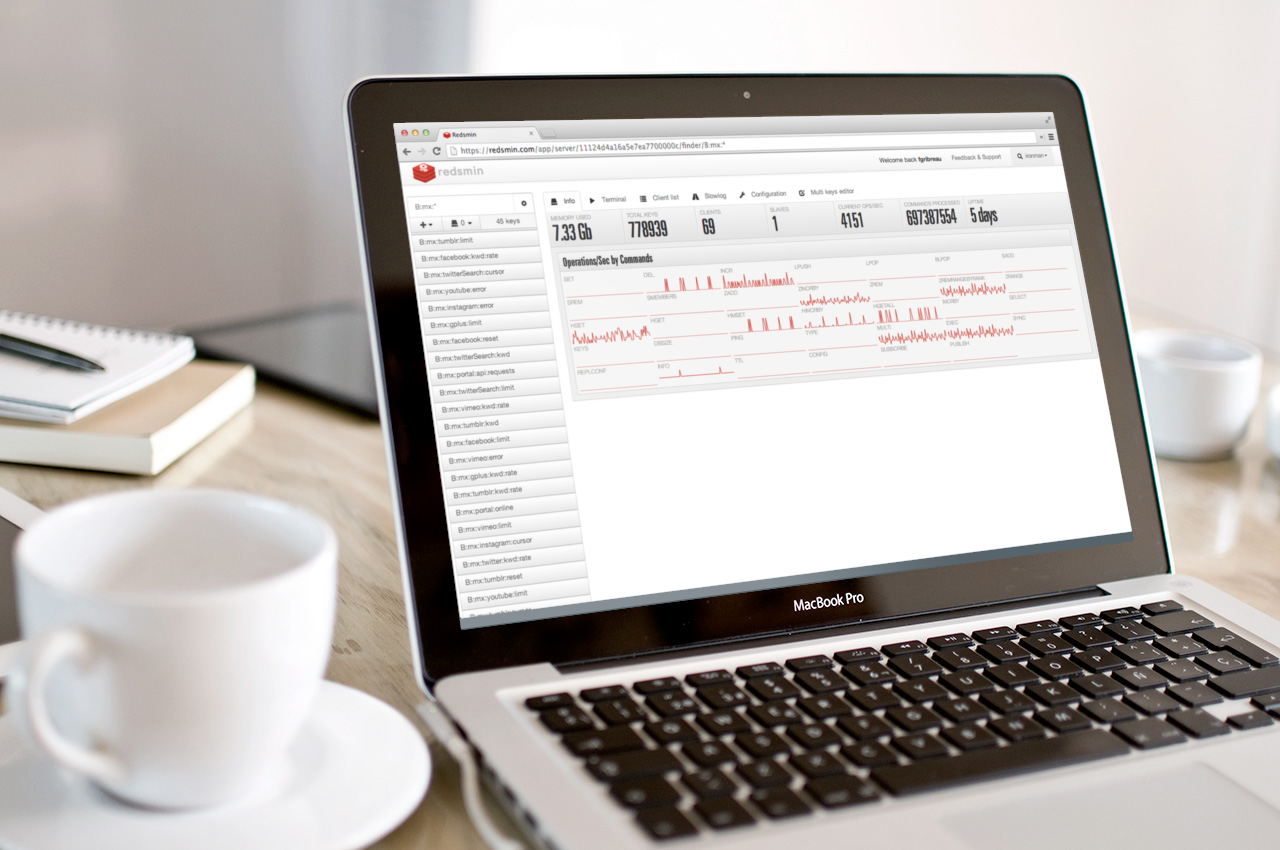 Redsmin
https://redsmin.com/app/server/11124d4a16a5e7ea7700000c/finder/8:mx:*
redsmin
Welcome back fgribreau Feedback & Support ironman
B:mx:*
0 45 keys
B:mx:tumblr:limit
B:mx:facebook:kwd:rate
B:mx:twitterSearch:cursor
B:mx:youtube:error
B:mx:instagram:error
B:mx:gplus:limit
B:mx:facebook:reset
B:mx:twitterSearch:kwd
B:mx:portal:api:requests
B:mx:twitterSearch:limit
B:mx:vimeo:kwd:rate
B:mx:tumblr:kwd
B:mx:facebook:limit
B:mx:vimeo:error
B:mx:gplus:kwd:rate
B:mx:tumblr:kwd:rate
B:mx:portal:online
B:mx:vimeo:limit
B:mx:instagram:cursor
B:mx:twitter:kwd:rate
B:mx:tumblr:reset
B:mx:youtube:limit
Info Terminal Client list Slowlog Configuration Multi keys editor
MEMORY USED TOTAL KEYS CLIENTS SLAVES CURRENT OPS/SEC COMMANDS PROCESSED UPTIME
7.33 Gb 778939 69 1 4151 697387554 5 days
Operations/Sec by Commands
GET DEL INCR LPUSH LPOP BLPOP SADD
SREM SMEMBERS ZADD ZINCRBY ZREM ZREMRANGEBYRANK ZRANGE
HSET HGET HMSET HINCRBY HGETALL INCRBY SELECT
KEYS DBSIZE PING TYPE MULTI EXEC SYNC
REPLCONF INFO TTL CONFIG SUBSCRIBE PUBLISH
MacBook Pro